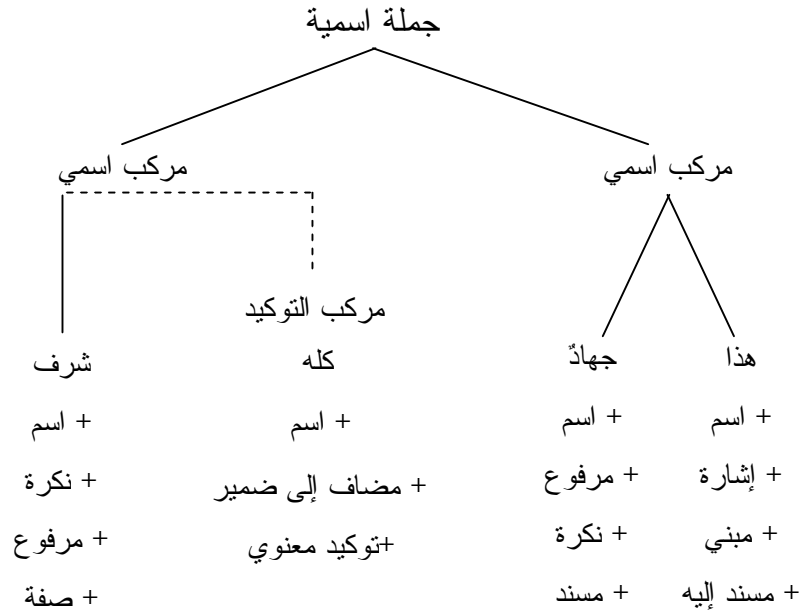 جملة اسمية
مركب اسمي مركب اسمي
مركب التوكيد
هذا جهادٌ كله شرف
+ اسم + اسم + اسم + اسم
+ إشارة + مرفوع + مضاف إلى ضمير + نكرة
+ مبني + نكرة +توكيد معنوي + مرفوع
+ مسند إليه + مسند + صفة